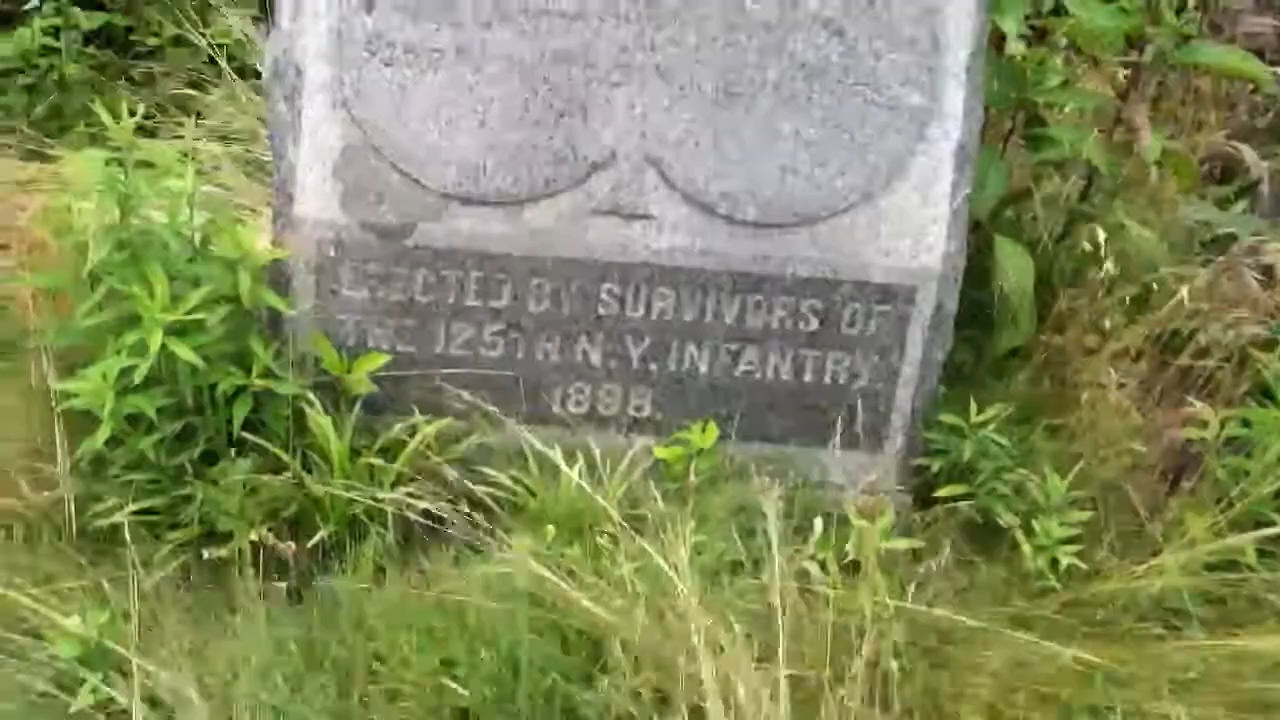 ERECTED BY SURVIVORS OF
THE 125TH N.Y. INFANTRY
1898.